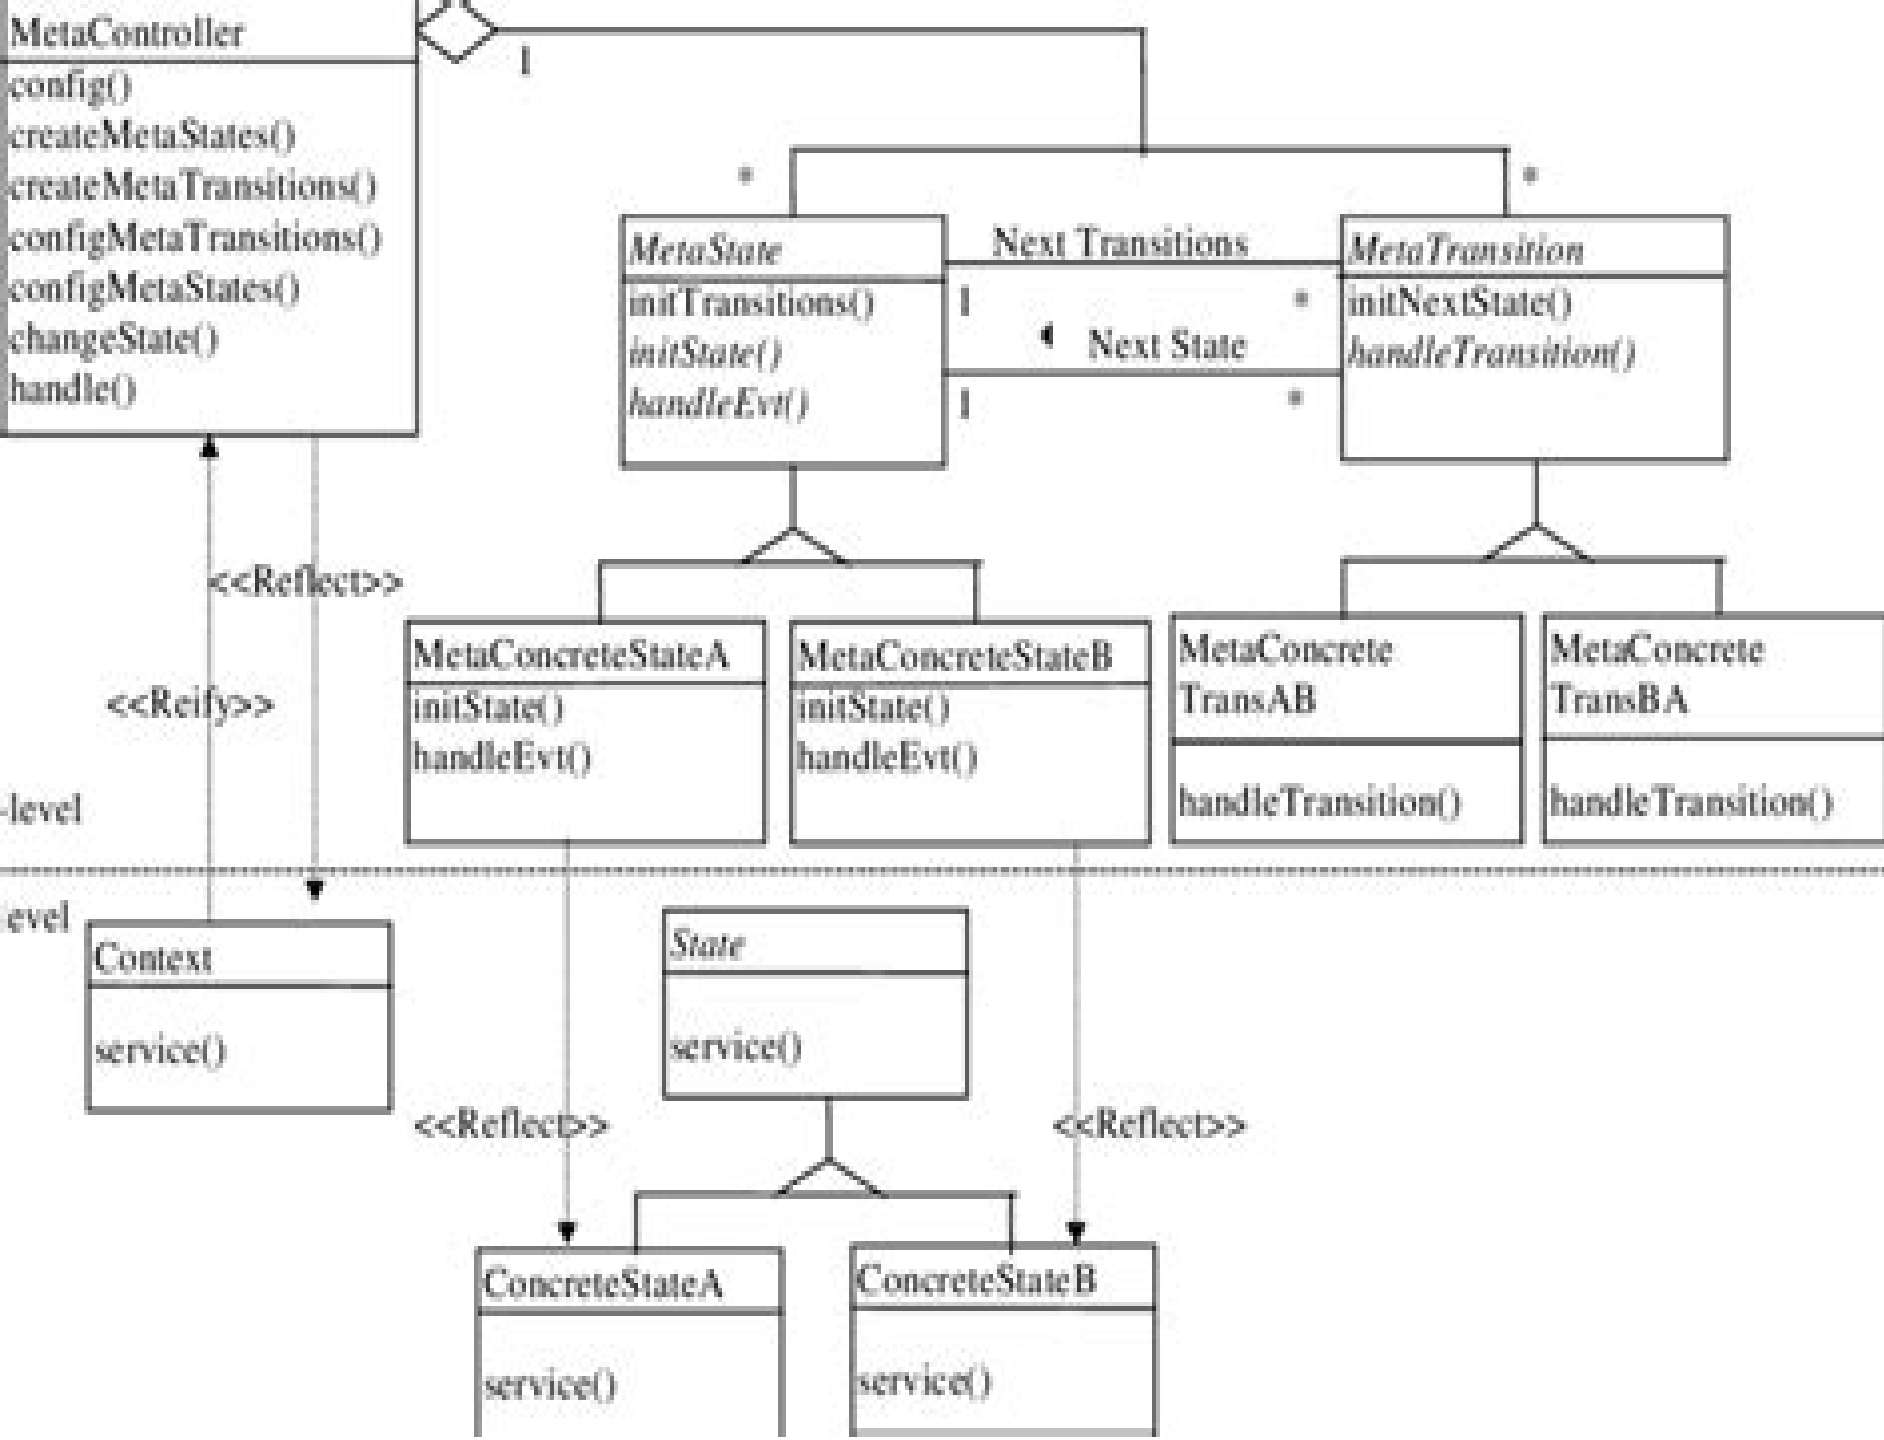 MetaController
config()
createMetaStates()
createMetaTransitions()
configMetaTransitions()
configMetaStates()
changeState()
handle()
1
*
*
MetaState
initTransitions()
initState()
handleEvt()
Next Transitions
1
*
Next State
1
*
MetaTransition
initNextState()
handleTransition()
<<Reflect>>
<<Reify>>
MetaConcreteStateA
initState()
handleEvt()
MetaConcreteStateB
initState()
handleEvt()
MetaConcrete
TransAB
handleTransition()
MetaConcrete
TransBA
handleTransition()
-level
level
Context
service()
State
service()
<<Reflect>>
<<Reflect>>
ConcreteStateA
service()
ConcreteStateB
service()